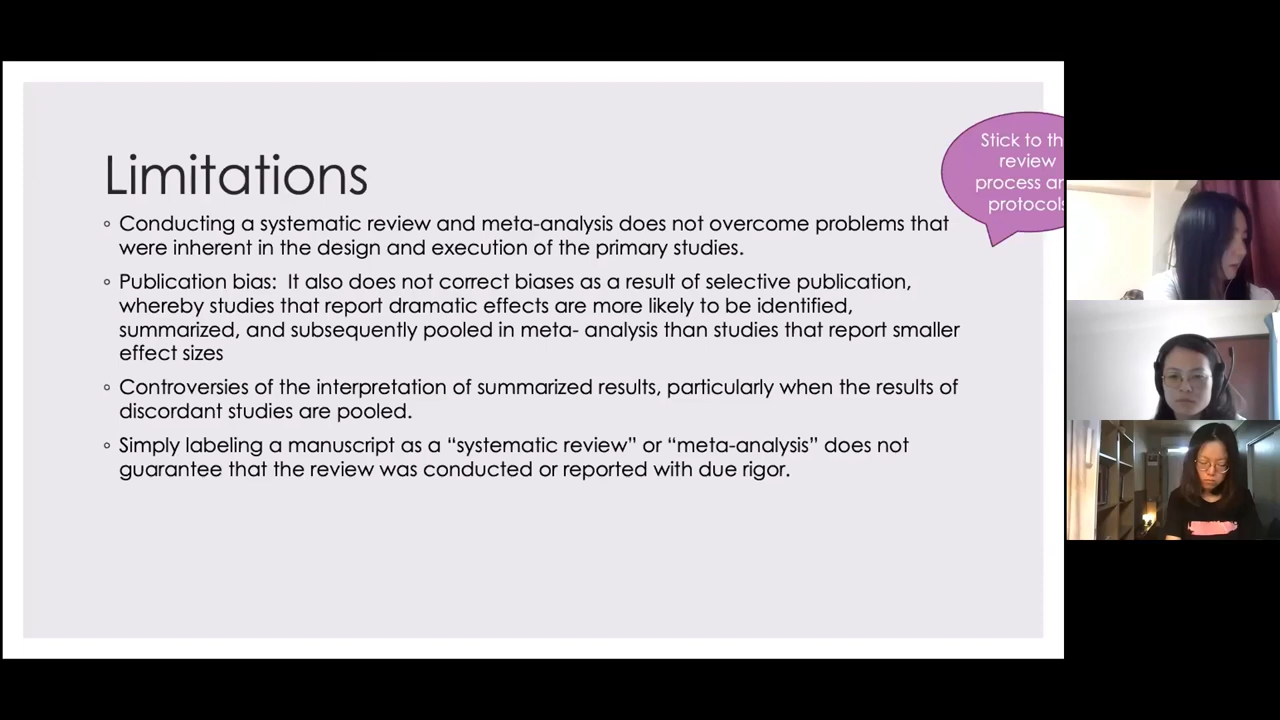 Limitations
◦ Conducting a systematic review and meta-analysis does not overcome problems that
were inherent in the design and execution of the primary studies.
◦ Publication bias:  It also does not correct biases as a result of selective publication,
whereby studies that report dramatic effects are more likely to be identified,
summarized, and subsequently pooled in meta- analysis than studies that report smaller
effect sizes
◦ Controversies of the interpretation of summarized results, particularly when the results of
discordant studies are pooled.
◦ Simply labeling a manuscript as a “systematic review” or “meta-analysis” does not
guarantee that the review was conducted or reported with due rigor.
Stick to th
review
process an
protocols